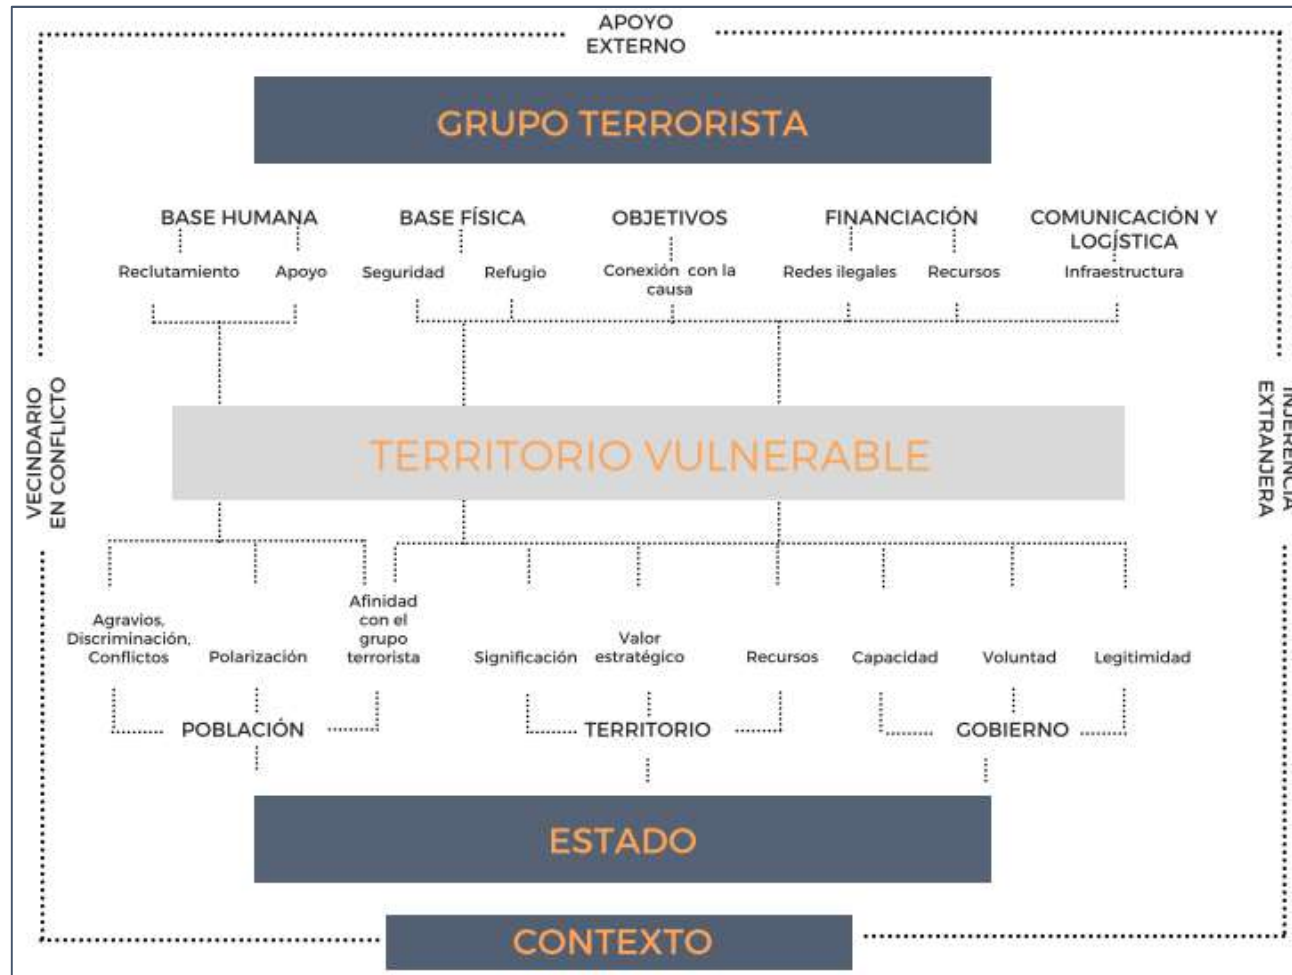 APOYO
EXTERNO
GRUPO TERRORISTA
BASE HUMANA
BASE FÍSICA
OBJETIVOS
FINANCIACIÓN
COMUNICACIÓN Y
LOGÍSTICA
Reclutamiento
Apoyo
Seguridad
Refugio
Conexión con la
causa
Redes ilegales
Recursos
Infraestructura
VECINDARIO
EN CONFLICTO
INJERENCIA
EXTRANJERA
TERRITORIO VULNERABLE
Agravios,
Discriminación,
Conflictos
Polarización
Afinidad
con el
grupo
terrorista
Significación
Valor
estratégico
Recursos
Capacidad
Voluntad
Legitimidad
POBLACIÓN
TERRITORIO
GOBIERNO
ESTADO
CONTEXTO